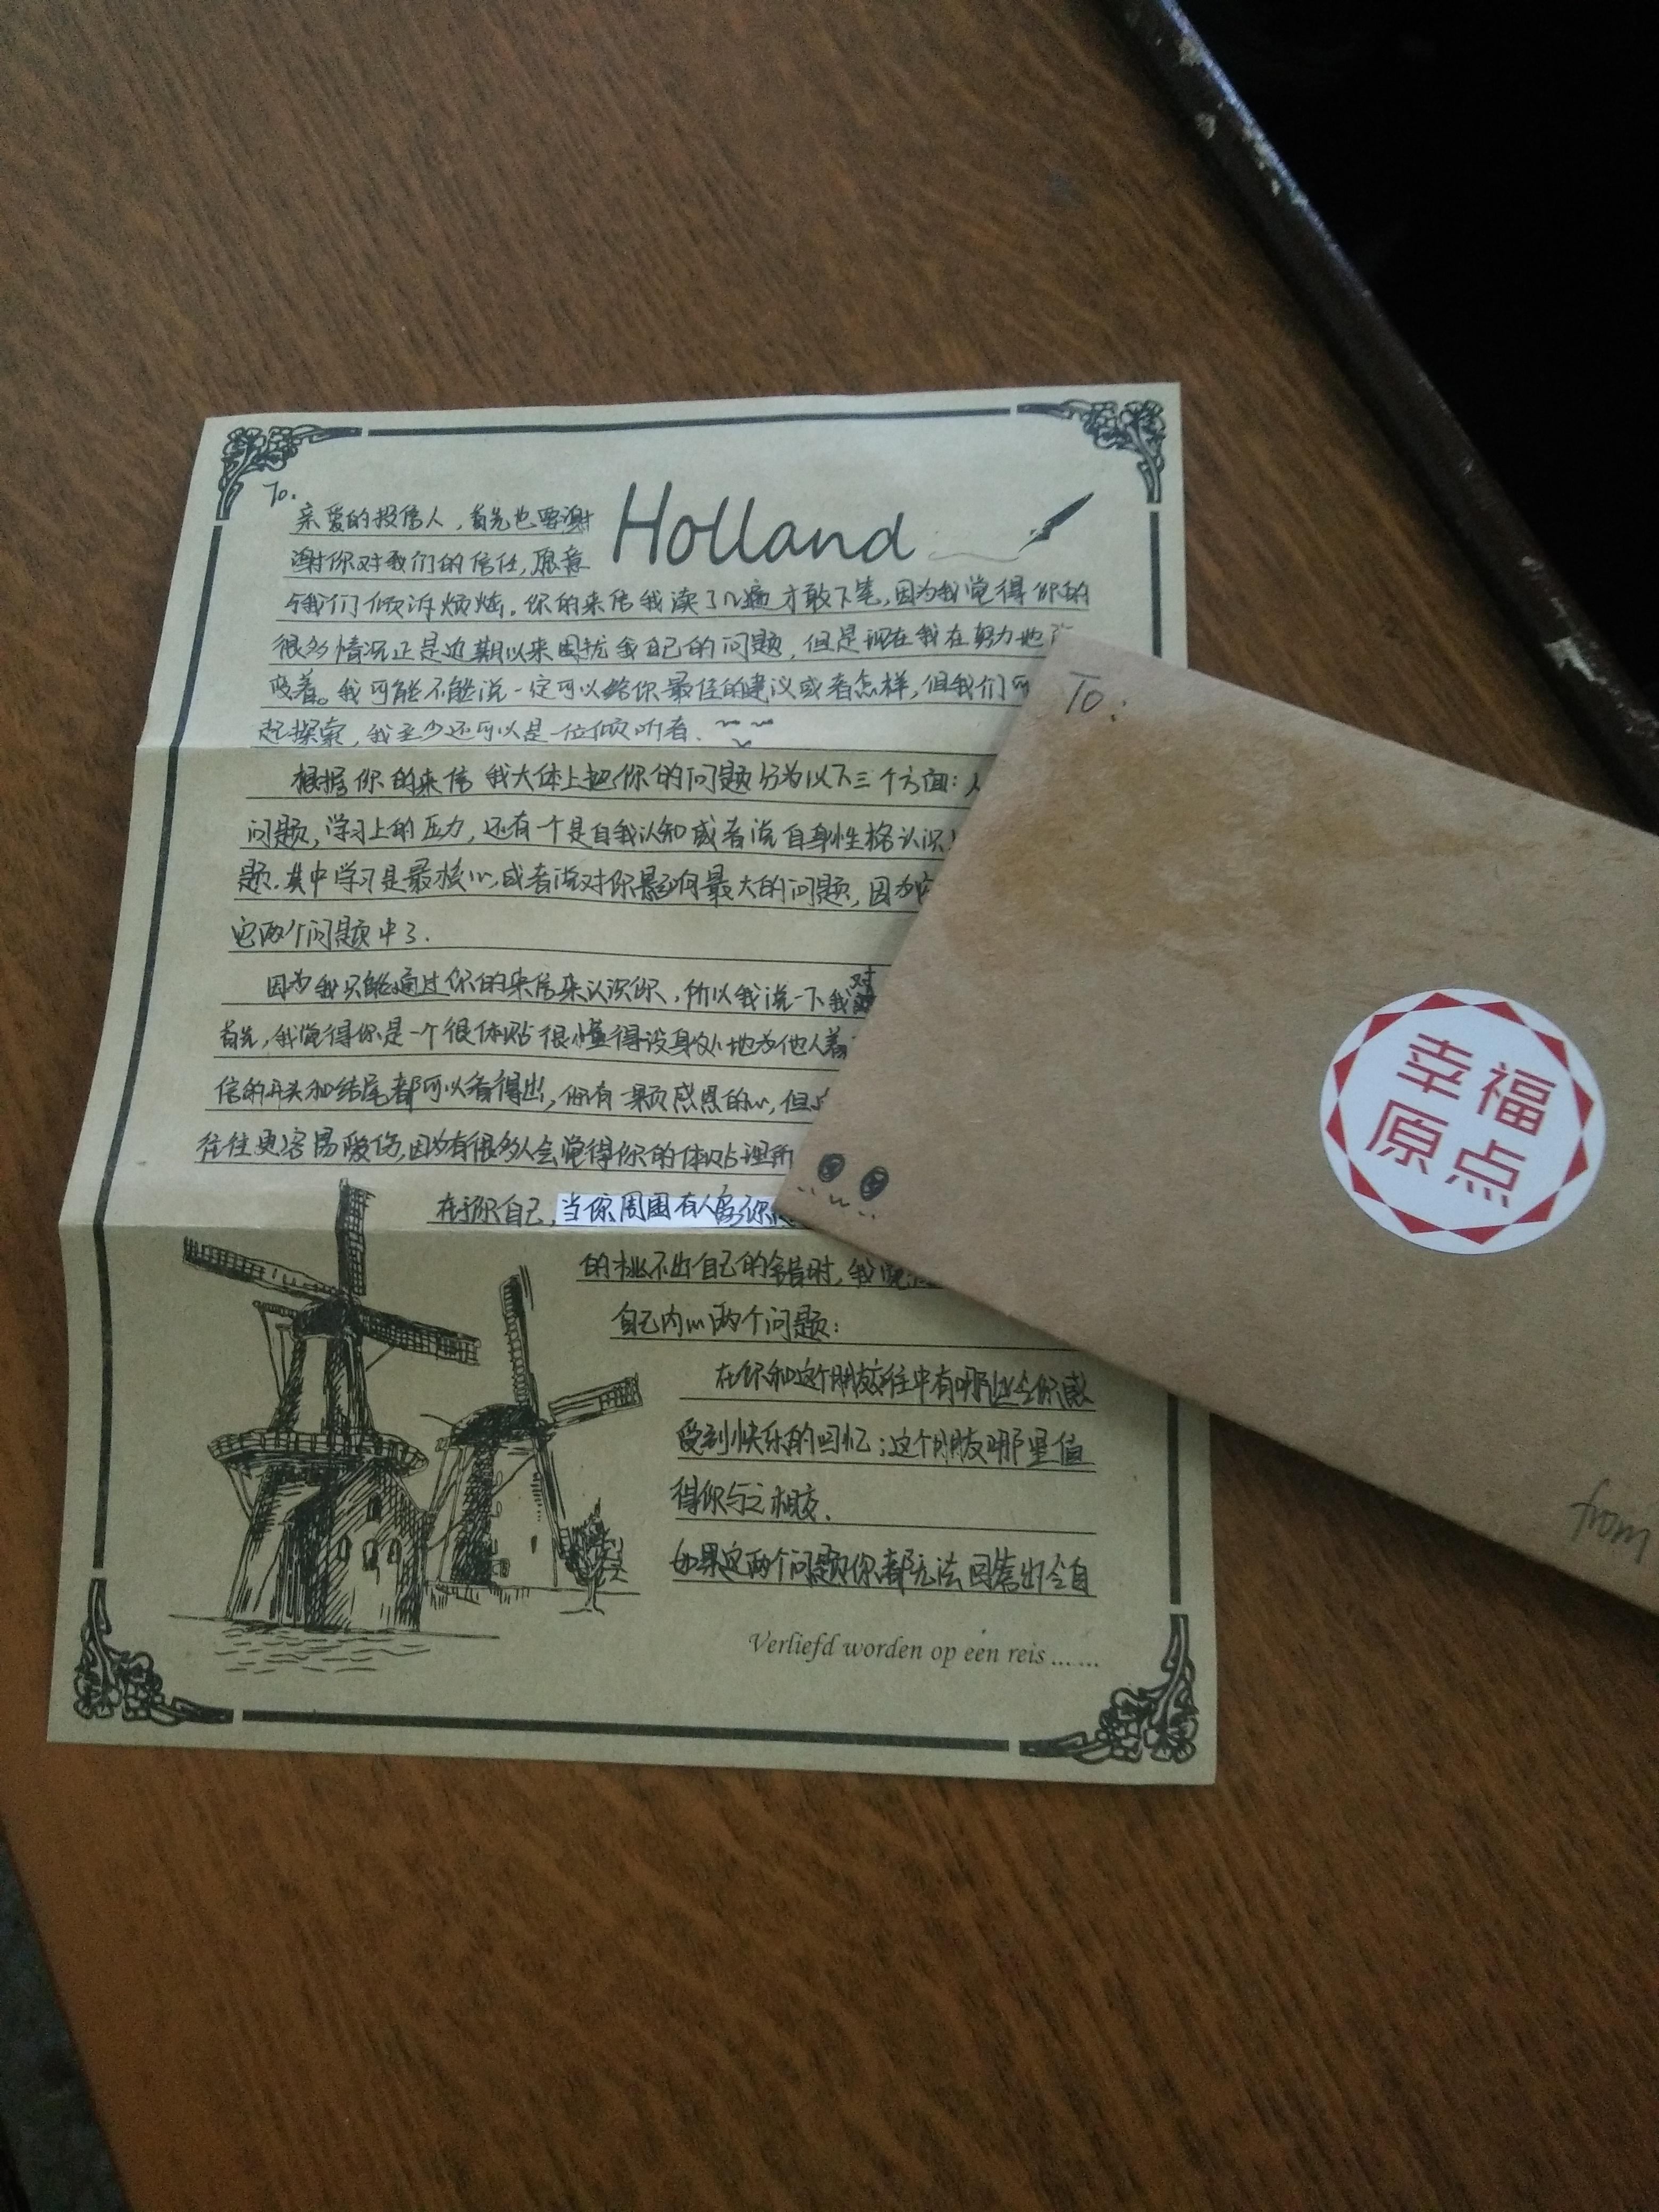 To.
Holland
亲爱的投信人，首先也要谢
谢你对我们的信任，愿意
与我们倾诉烦恼。你的来信我读了几遍才敢下笔，因为我觉得你的
很多情况正是近期以来困扰我自己的问题，但是现在我在努力地
着。我可能不能说一定可以给你最佳的建议或者怎样，但我们可
起探索，我至少还可以是一位倾听者.
根据你的来信 我大体上把你的问题分为以下三个方面：人
问题，学习上的压力，还有一个是自我认知或者说自身性格认识
题.其中学习是最核心,或者说对你影响最大的问题，因为
它两个问题中了.
因为我只能通过你的来信来认识你，所以我说一下我对
首先，我觉得你是一个很体贴很懂得设身处地为他人着
信的开头和结尾都可以看得出，你有一颗感恩的心，但
往往更容易受伤,因为有很多人会觉得你的体贴理所
在于你自己，当你周围有人 你
的挑不出自己的错时，我觉
自己内心两个问题：
在你和这个朋友交往中有哪些令你感
受到快乐的回忆；这个朋友哪里值
得你与之相交.
如果这两个问题你都无法回答出令自
Verliefd worden op een reis......
To:
幸福
原点
from